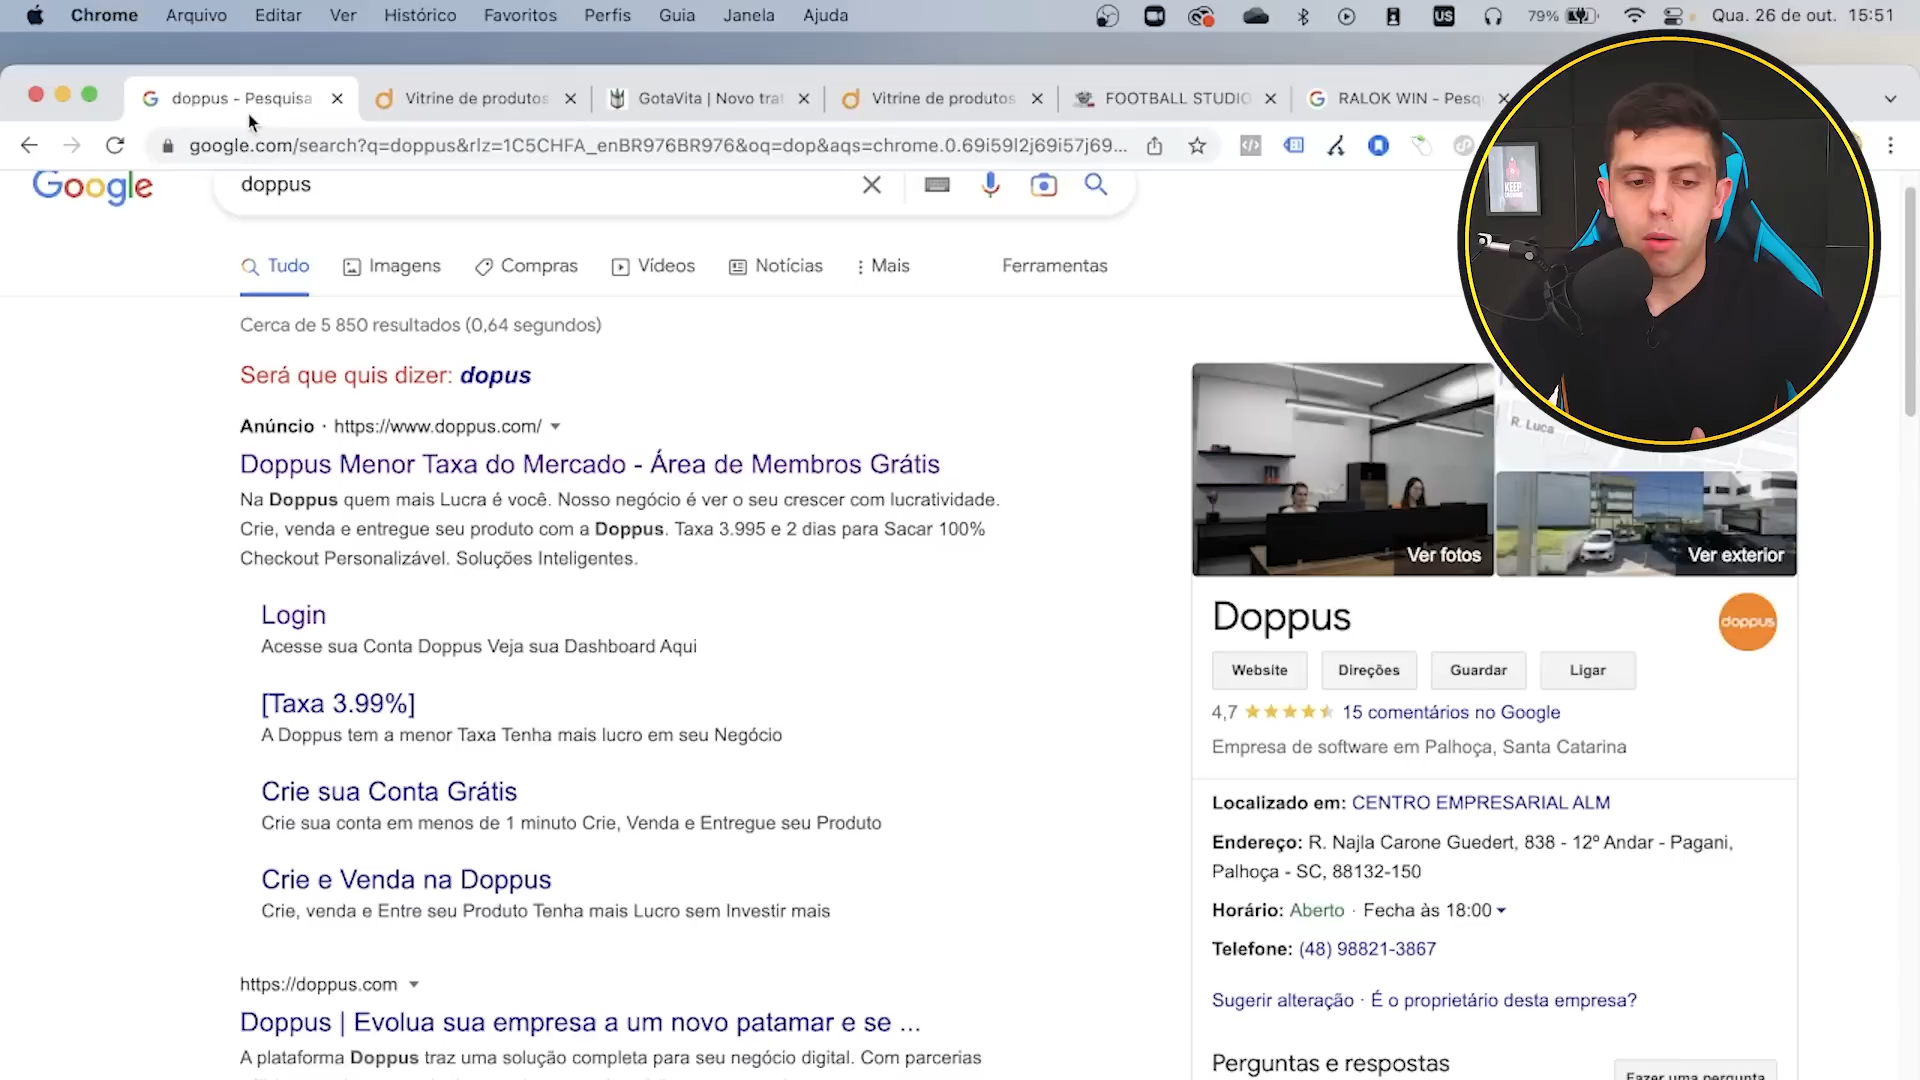 Chrome Arquivo Editar Ver Histórico Favoritos Perfis Guia Janela Ajuda US 79% Qua. 26 de out. 15:51
doppus - Pesquisa Vitrine de produtos GotaVita | Novo trat Vitrine de produtos FOOTBALL STUDIO RALOK WIN - Pesq
google.com/search?q=doppus&rlz=1C5CHFA_enBR976BR976&oq=dop&aqs=chrome.0.69i59l2j69i57j69...
KEEP
Google doppus
Tudo Imagens Compras Vídeos Notícias Mais Ferramentas
Cerca de 5 850 resultados (0,64 segundos)
Será que quis dizer: dopus
Anúncio · https://www.doppus.com/
Doppus Menor Taxa do Mercado - Área de Membros Grátis
Na Doppus quem mais Lucra é você. Nosso negócio é ver o seu crescer com lucratividade.
Crie, venda e entregue seu produto com a Doppus. Taxa 3.995 e 2 dias para Sacar 100%
Checkout Personalizável. Soluções Inteligentes.
Login
Acesse sua Conta Doppus Veja sua Dashboard Aqui
[Taxa 3.99%]
A Doppus tem a menor Taxa Tenha mais lucro em seu Negócio
Crie sua Conta Grátis
Crie sua conta em menos de 1 minuto Crie, Venda e Entregue seu Produto
Crie e Venda na Doppus
Crie, venda e Entre seu Produto Tenha mais Lucro sem Investir mais
https://doppus.com
Doppus | Evolua sua empresa a um novo patamar e se ...
A plataforma Doppus traz uma solução completa para seu negócio digital. Com parcerias
R. Luca
Ver fotos
Ver exterior
Doppus
doppus
Website Direções Guardar Ligar
4,7 15 comentários no Google
Empresa de software em Palhoça, Santa Catarina
Localizado em: CENTRO EMPRESARIAL ALM
Endereço: R. Najla Carone Guedert, 838 - 12º Andar - Pagani,
Palhoça - SC, 88132-150
Horário: Aberto · Fecha às 18:00
Telefone: (48) 98821-3867
Sugerir alteração · É o proprietário desta empresa?
Perguntas e respostas
Fazer uma pergunta